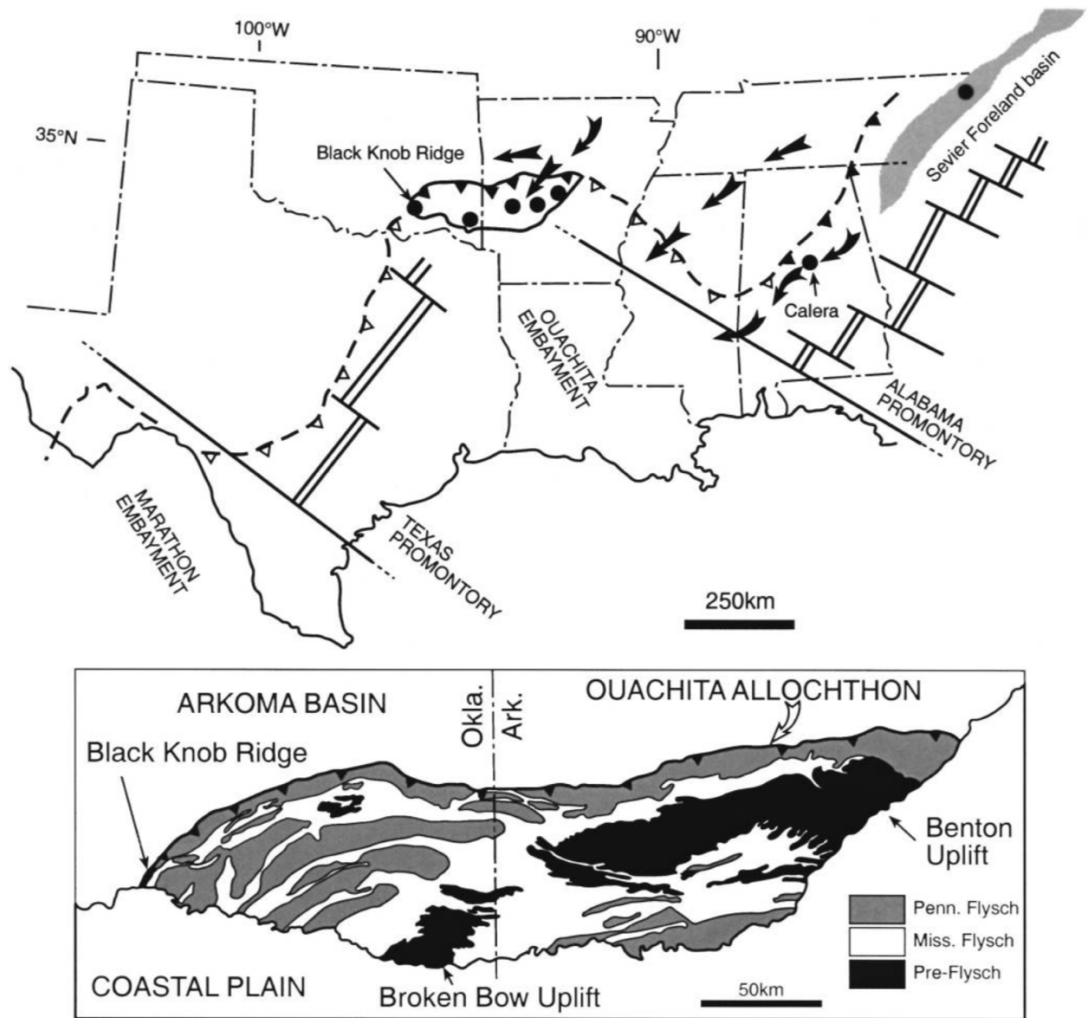 100°W
90°W
35°N
Black Knob Ridge
Sevier Foreland basin
Calera
OUACHITA
EMBAYMENT
ALABAMA
PROMONTORY
MARATHON
EMBAYMENT
TEXAS
PROMONTORY
250km
ARKOMA BASIN
Okla.
Ark.
OUACHITA ALLOCHTHON
Black Knob Ridge
Benton
Uplift
Penn. Flysch
Miss. Flysch
Pre-Flysch
COASTAL PLAIN
Broken Bow Uplift
50km